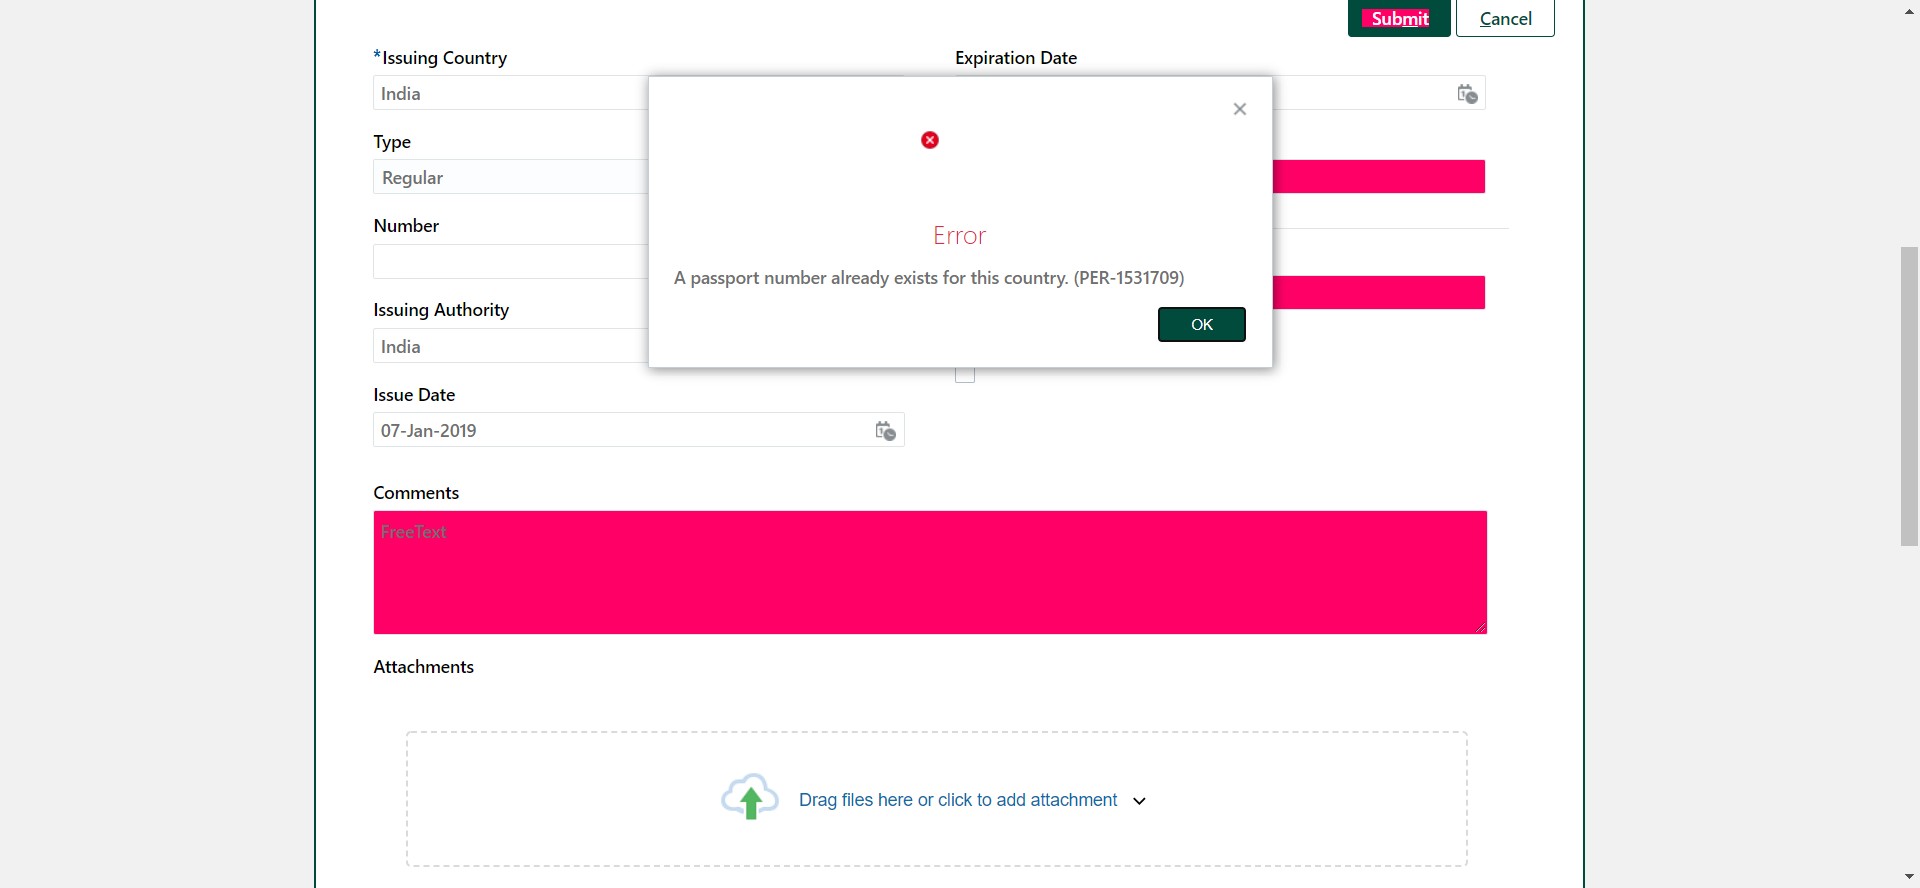 Submit
Cancel
*Issuing Country
Expiration Date
India
Type
Regular
Number
Issuing Authority
India
Issue Date
07-Jan-2019
Error
A passport number already exists for this country. (PER-1531709)
OK
Comments
FreeText
Attachments
Drag files here or click to add attachment